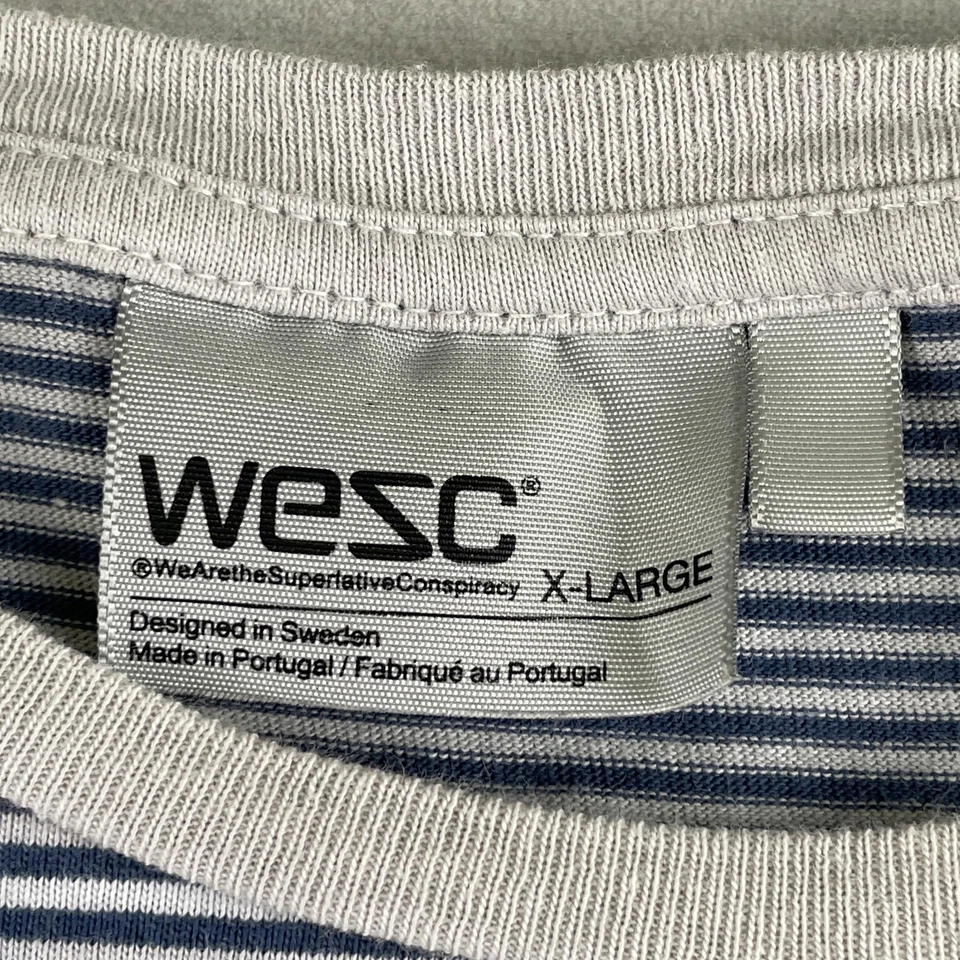 wesc®
®WeAretheSuperlativeConspiracy X-LARGE
Designed in Sweden
Made in Portugal / Fabriqué au Portugal